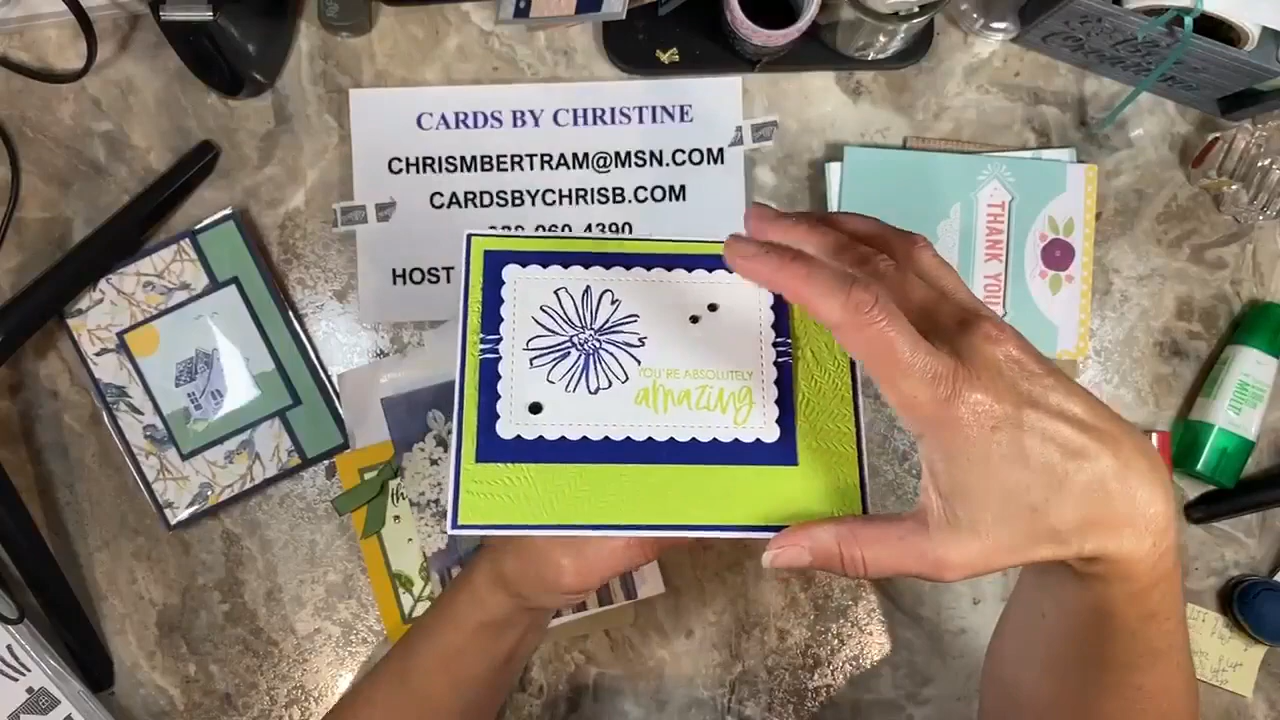 CARDS BY CHRISTINE
CHRISMBERTRAM@MSN.COM
CARDSBYCHRISB.COM
HOST
YOU'RE ABSOLUTELY
amazing
THANK YOU
MULTI